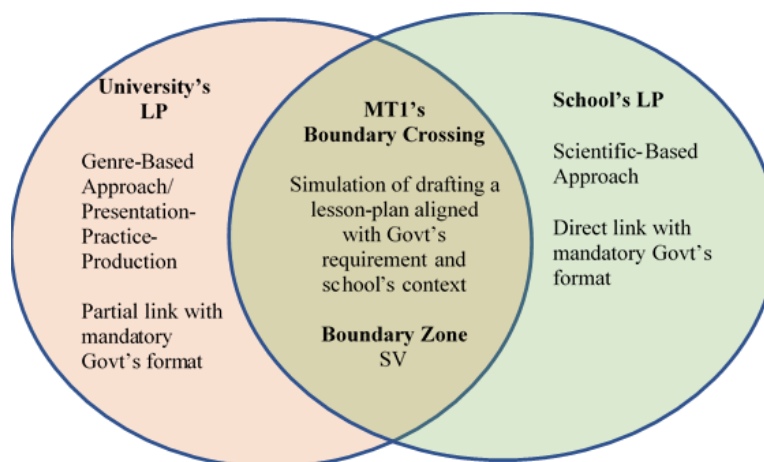 University's
LP
Genre-Based
Approach/
Presentation-
Practice-
Production
Partial link with
mandatory
Govt's format
MT1's
Boundary Crossing
Simulation of drafting a
lesson-plan aligned
with Govt's
requirement and
school's context
Boundary Zone
SV
School's LP
Scientific-Based
Approach
Direct link with
mandatory Govt's
format